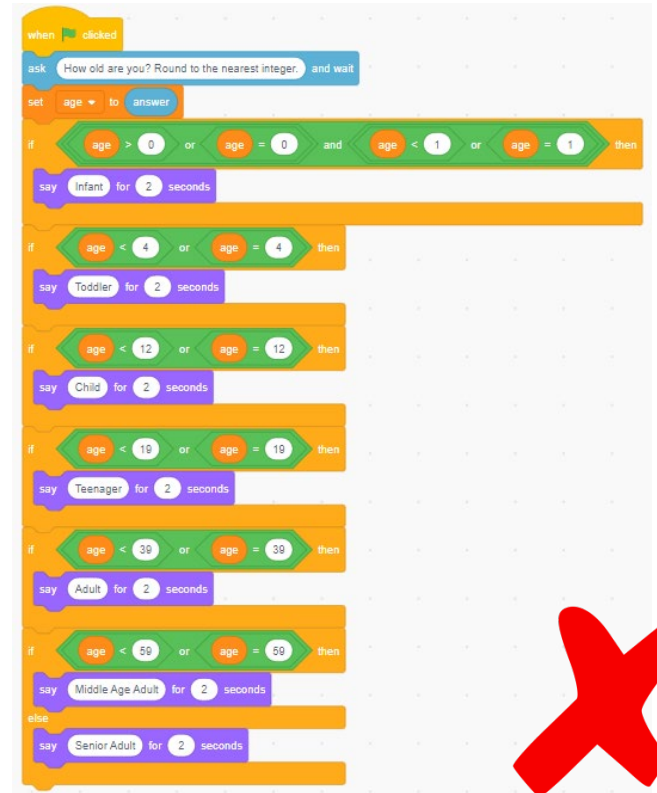 when clicked
ask How old are you? Round to the nearest integer. and wait
set age to answer
if age > 0 or age = 0 and age < 1 or age = 1 then
say Infant for 2 seconds
if age < 4 or age = 4 then
say Toddler for 2 seconds
if age < 12 or age = 12 then
say Child for 2 seconds
if age < 19 or age = 19 then
say Teenager for 2 seconds
if age < 39 or age = 39 then
say Adult for 2 seconds
if age < 59 or age = 59 then
say Middle Age Adult for 2 seconds
else
say Senior Adult for 2 seconds